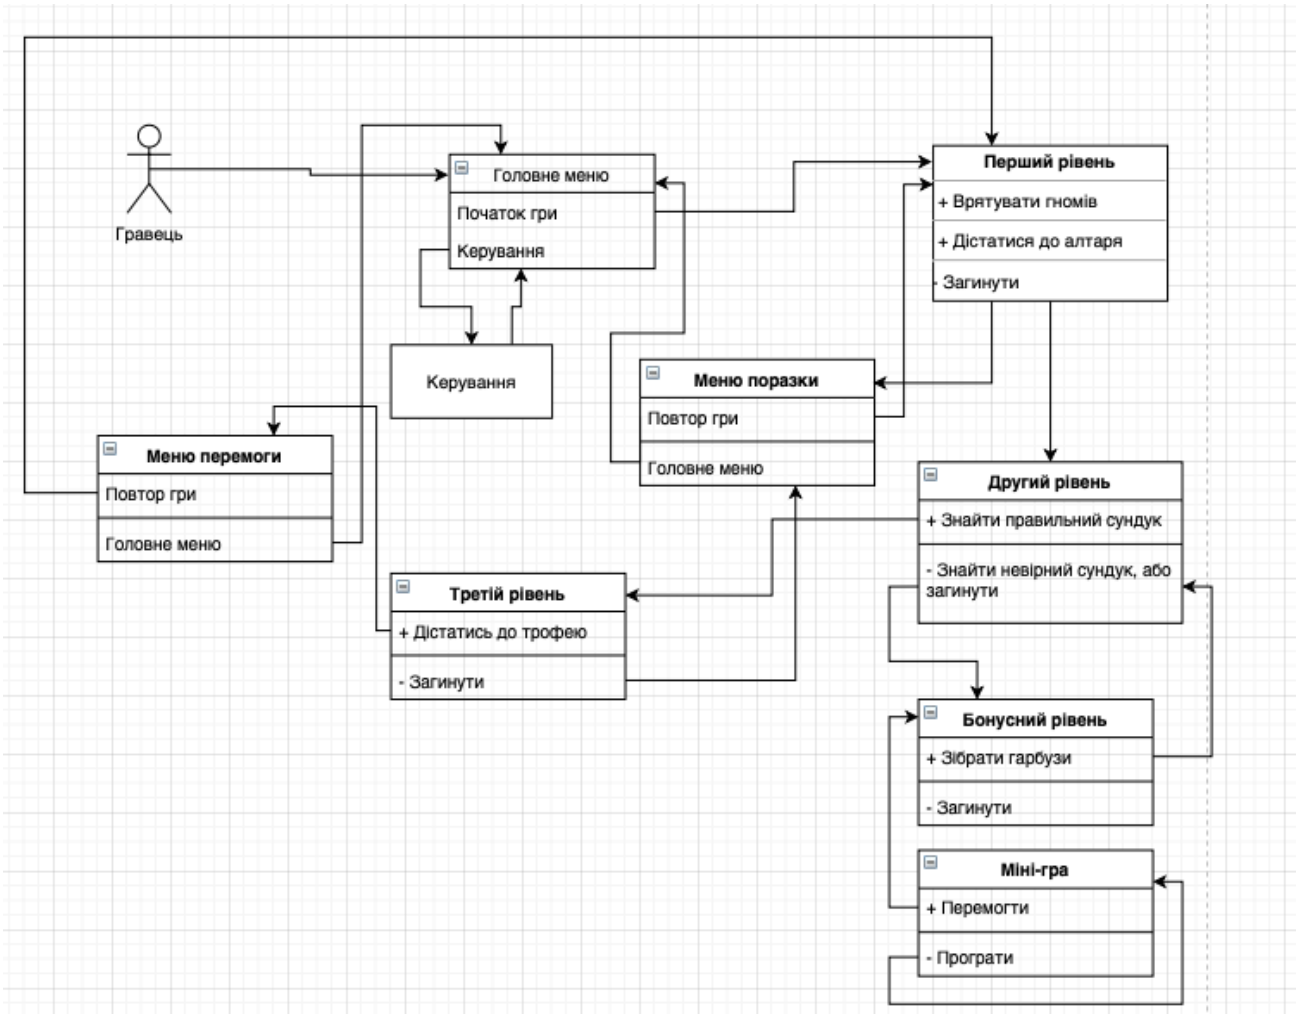 Гравець
Головне меню
Початок гри
Керування
Керування
Перший рівень
+ Врятувати гномів
+ Дістатися до алтаря
- Загинути
Меню поразки
Повтор гри
Головне меню
Меню перемоги
Повтор гри
Головне меню
Другий рівень
+ Знайти правильний сундук
- Знайти невірний сундук, або
загинути
Третій рівень
+ Дістатись до трофею
- Загинути
Бонусний рівень
+ Зібрати гарбузи
- Загинути
Міні-гра
+ Перемогти
- Програти